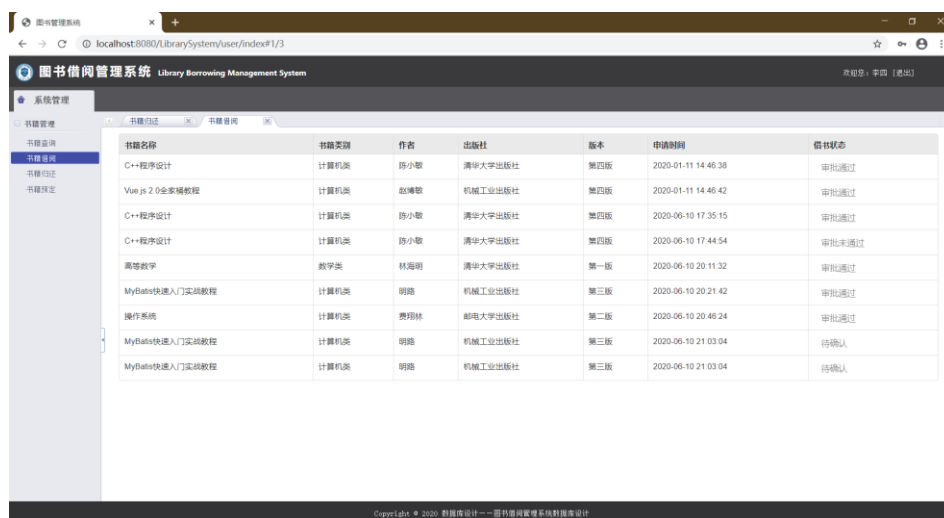 图书管理系统
localhost:8080/LibrarySystem/user/index#1/3
图书借阅管理系统 Library Borrowing Management System 欢迎您：李四 [退出]
系统管理
书籍管理 书籍归还 书籍借阅
书籍查询
书籍借阅
书籍归还
书籍预定
书籍名称 书籍类别 作者 出版社 版本 申请时间 借书状态
C++程序设计 计算机类 陈小敏 清华大学出版社 第四版 2020-01-11 14:46:38 审批通过
Vue.js 2.0全家桶教程 计算机类 赵博敏 机械工业出版社 第四版 2020-01-11 14:46:42 审批通过
C++程序设计 计算机类 陈小敏 清华大学出版社 第四版 2020-06-10 17:35:15 审批通过
C++程序设计 计算机类 陈小敏 清华大学出版社 第四版 2020-06-10 17:44:54 审批未通过
高等数学 数学类 林海明 清华大学出版社 第一版 2020-06-10 20:11:32 审批通过
MyBatis快速入门实战教程 计算机类 明路 机械工业出版社 第三版 2020-06-10 20:21:42 审批通过
操作系统 计算机类 费翔林 邮电大学出版社 第二版 2020-06-10 20:46:24 审批通过
MyBatis快速入门实战教程 计算机类 明路 机械工业出版社 第三版 2020-06-10 21:03:04 待确认
MyBatis快速入门实战教程 计算机类 明路 机械工业出版社 第三版 2020-06-10 21:03:04 待确认
Copyright © 2020 数据库设计——图书借阅管理系统数据库设计